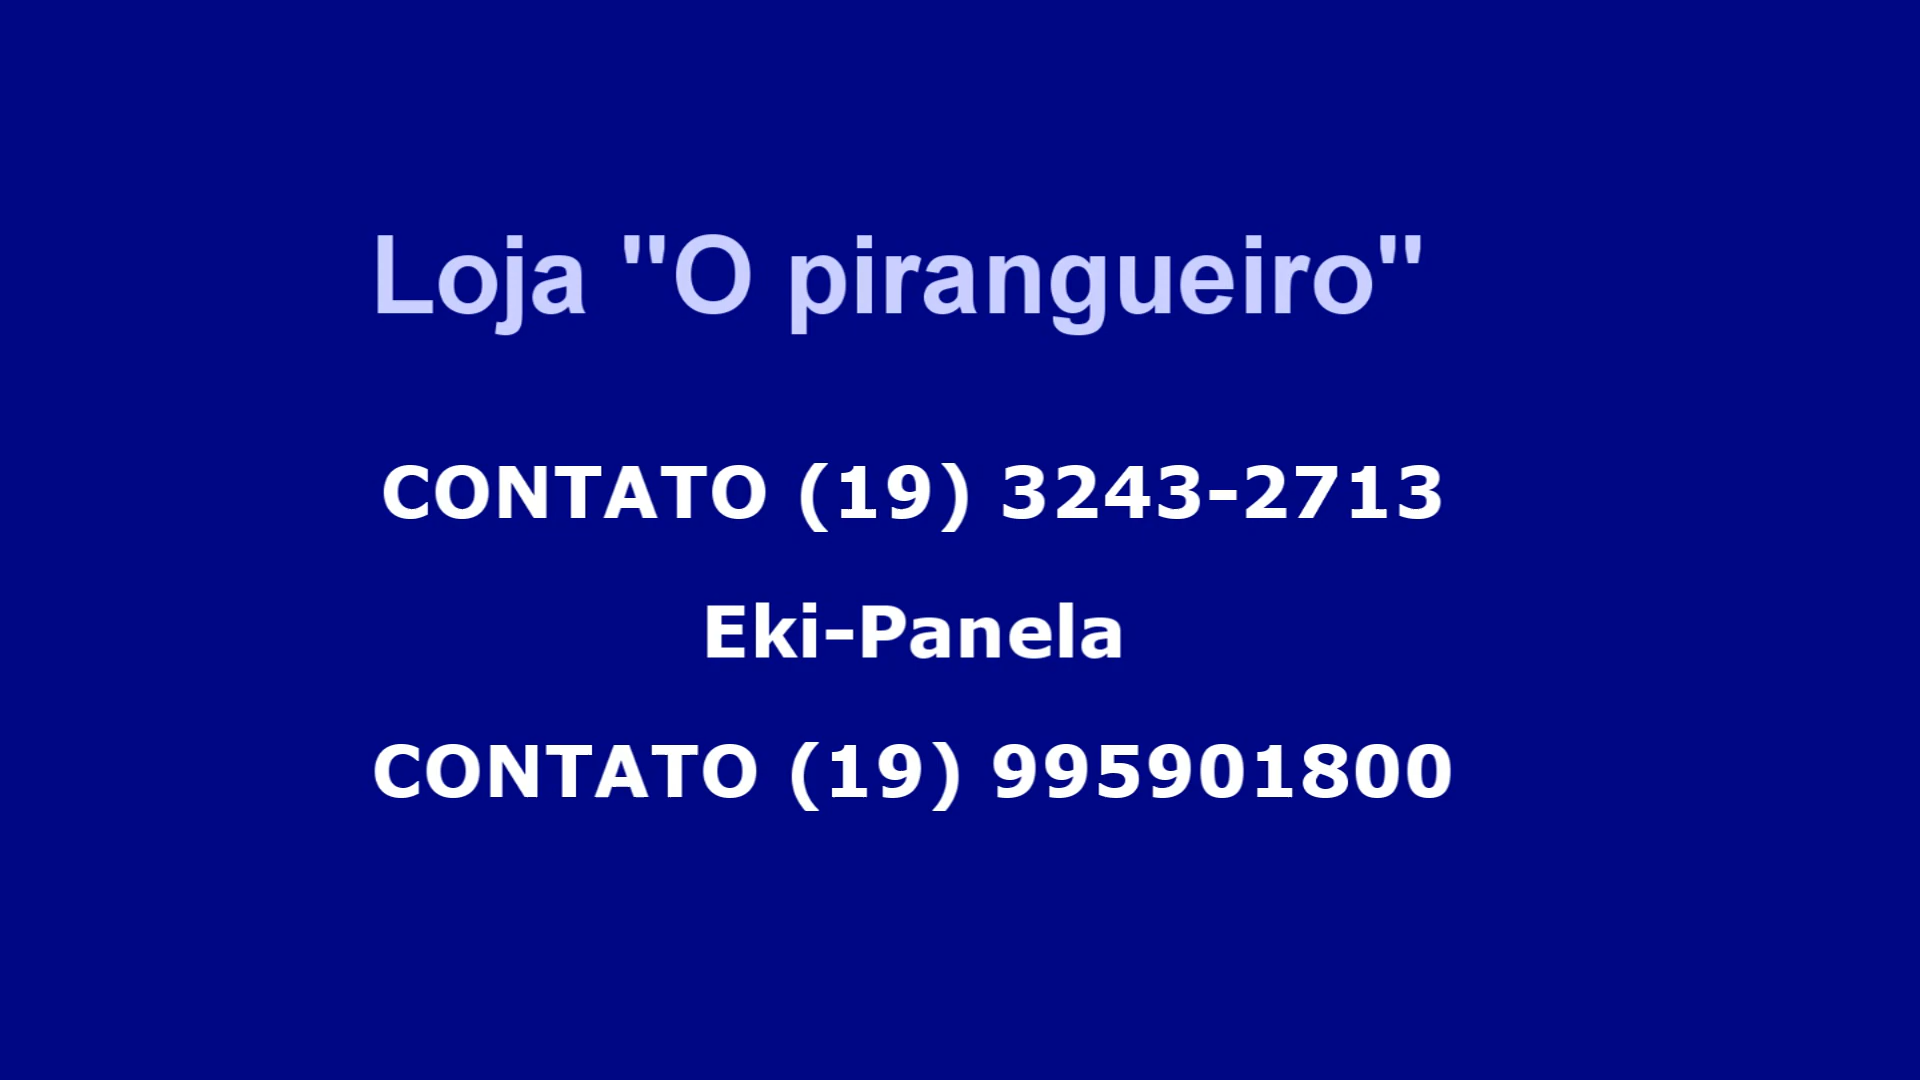 Loja "O pirangueiro"
CONTATO (19) 3243-2713
Eki-Panela
CONTATO (19) 995901800